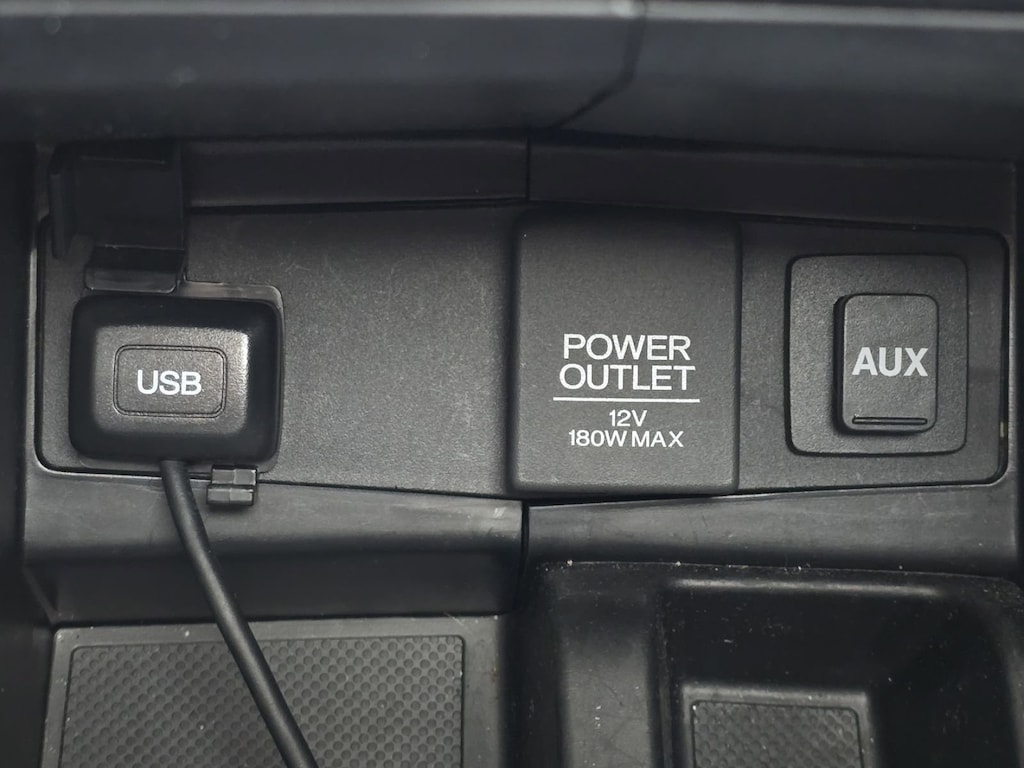 USB
POWER
OUTLET
12V
180W MAX
AUX